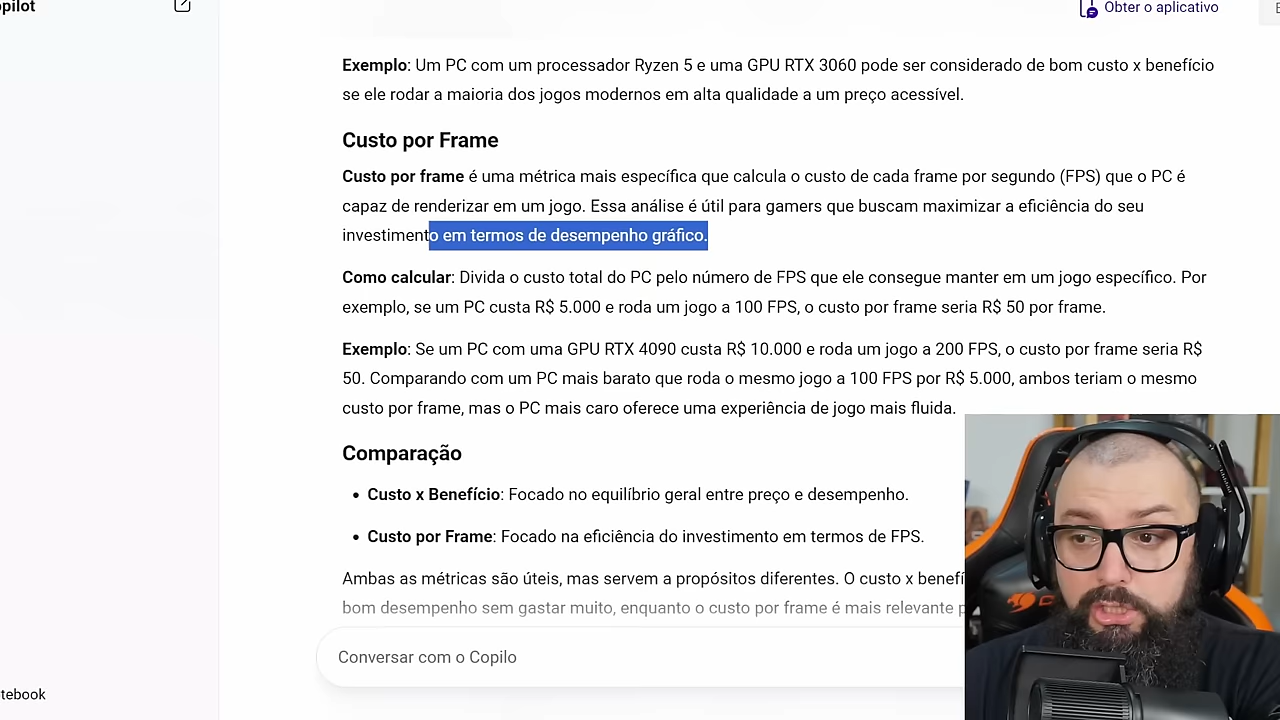 pilot
Obter o aplicativo
E
Exemplo: Um PC com um processador Ryzen 5 e uma GPU RTX 3060 pode ser considerado de bom custo x benefício
se ele rodar a maioria dos jogos modernos em alta qualidade a um preço acessível.
Custo por Frame
Custo por frame é uma métrica mais específica que calcula o custo de cada frame por segundo (FPS) que o PC é
capaz de renderizar em um jogo. Essa análise é útil para gamers que buscam maximizar a eficiência do seu
investimento em termos de desempenho gráfico.
Como calcular: Divida o custo total do PC pelo número de FPS que ele consegue manter em um jogo específico. Por
exemplo, se um PC custa R$ 5.000 e roda um jogo a 100 FPS, o custo por frame seria R$ 50 por frame.
Exemplo: Se um PC com uma GPU RTX 4090 custa R$ 10.000 e roda um jogo a 200 FPS, o custo por frame seria R$
50. Comparando com um PC mais barato que roda o mesmo jogo a 100 FPS por R$ 5.000, ambos teriam o mesmo
custo por frame, mas o PC mais caro oferece uma experiência de jogo mais fluida.
Comparação
• Custo x Benefício: Focado no equilíbrio geral entre preço e desempenho.
• Custo por Frame: Focado na eficiência do investimento em termos de FPS.
Ambas as métricas são úteis, mas servem a propósitos diferentes. O custo x benefí
bom desempenho sem gastar muito, enquanto o custo por frame é mais relevante p
Conversar com o Copilo
tebook